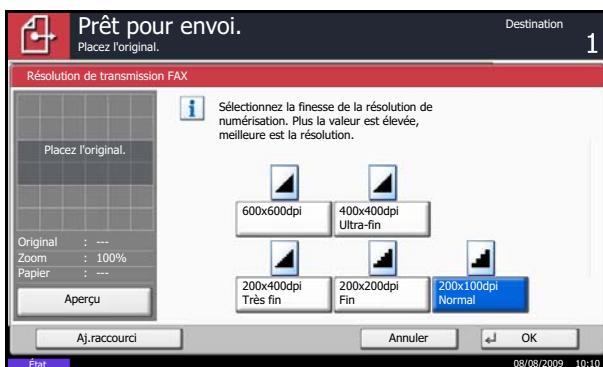 Prêt pour envoi.
Placez l'original.
Destination
1
Résolution de transmission FAX
Placez l'original.
Sélectionnez la finesse de la résolution de
numérisation. Plus la valeur est élevée,
meilleure est la résolution.
600x600dpi
400x400dpi
Ultra-fin
200x400dpi
Très fin
200x200dpi
Fin
200x100dpi
Normal
Original : ---
Zoom : 100%
Papier : ---
Aperçu
Aj.raccourci
Annuler
OK
État
08/08/2009 10:10